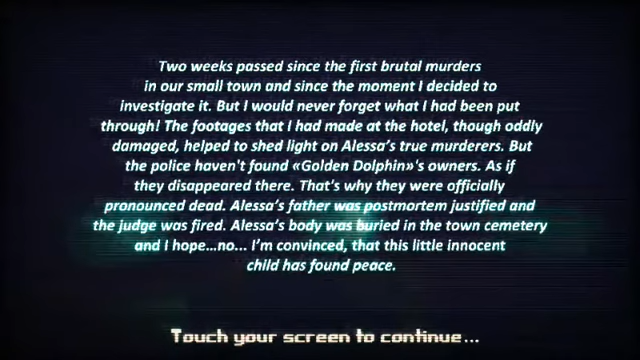 Two weeks passed since the first brutal murders
in our small town and since the moment I decided to
investigate it. But I would never forget what I had been put
through! The footages that I had made at the hotel, though oddly
damaged, helped to shed light on Alessa's true murderers. But
the police haven't found «Golden Dolphin»'s owners. As if
they disappeared there. That's why they were officially
pronounced dead. Alessa's father was postmortem justified and
the judge was fired. Alessa's body was buried in the town cemetery
and I hope...no... I'm convinced, that this little innocent
child has found peace.
Touch your screen to continue...